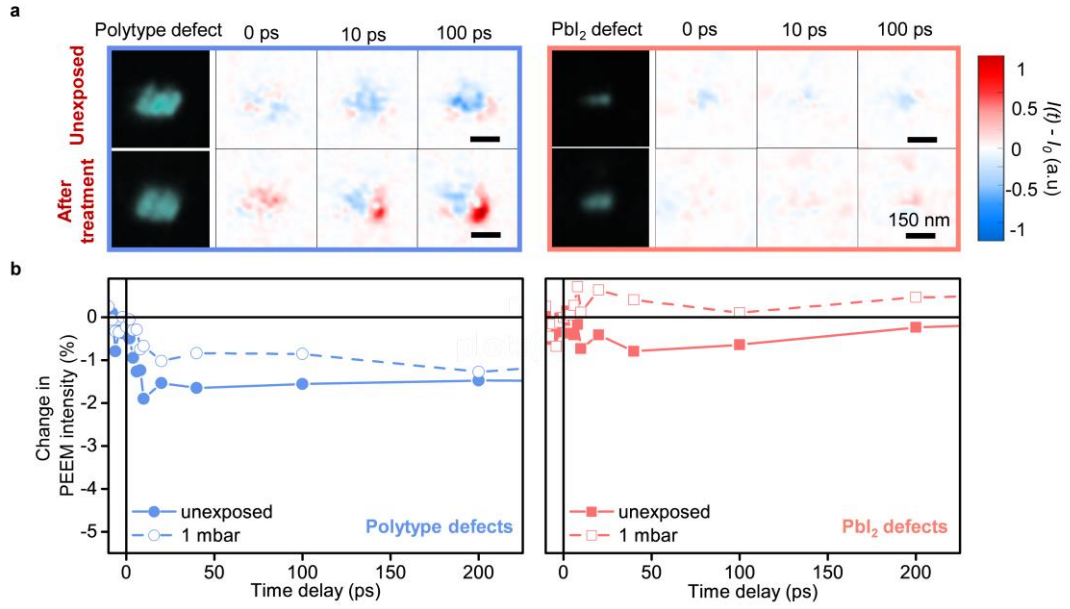 a
Polytype defect 0 ps 10 ps 100 ps
PbI₂ defect 0 ps 10 ps 100 ps
Unexposed
After treatment
150 nm
1
0.5
0
-0.5
-1
I(t) - I₀ (a.u)
b
Change in
PEEM intensity (%)
0
-1
-2
-3
-4
-5
unexposed
1 mbar
Polytype defects
0 50 100 150 200
Time delay (ps)
unexposed
1 mbar
PbI₂ defects
0 50 100 150 200
Time delay (ps)